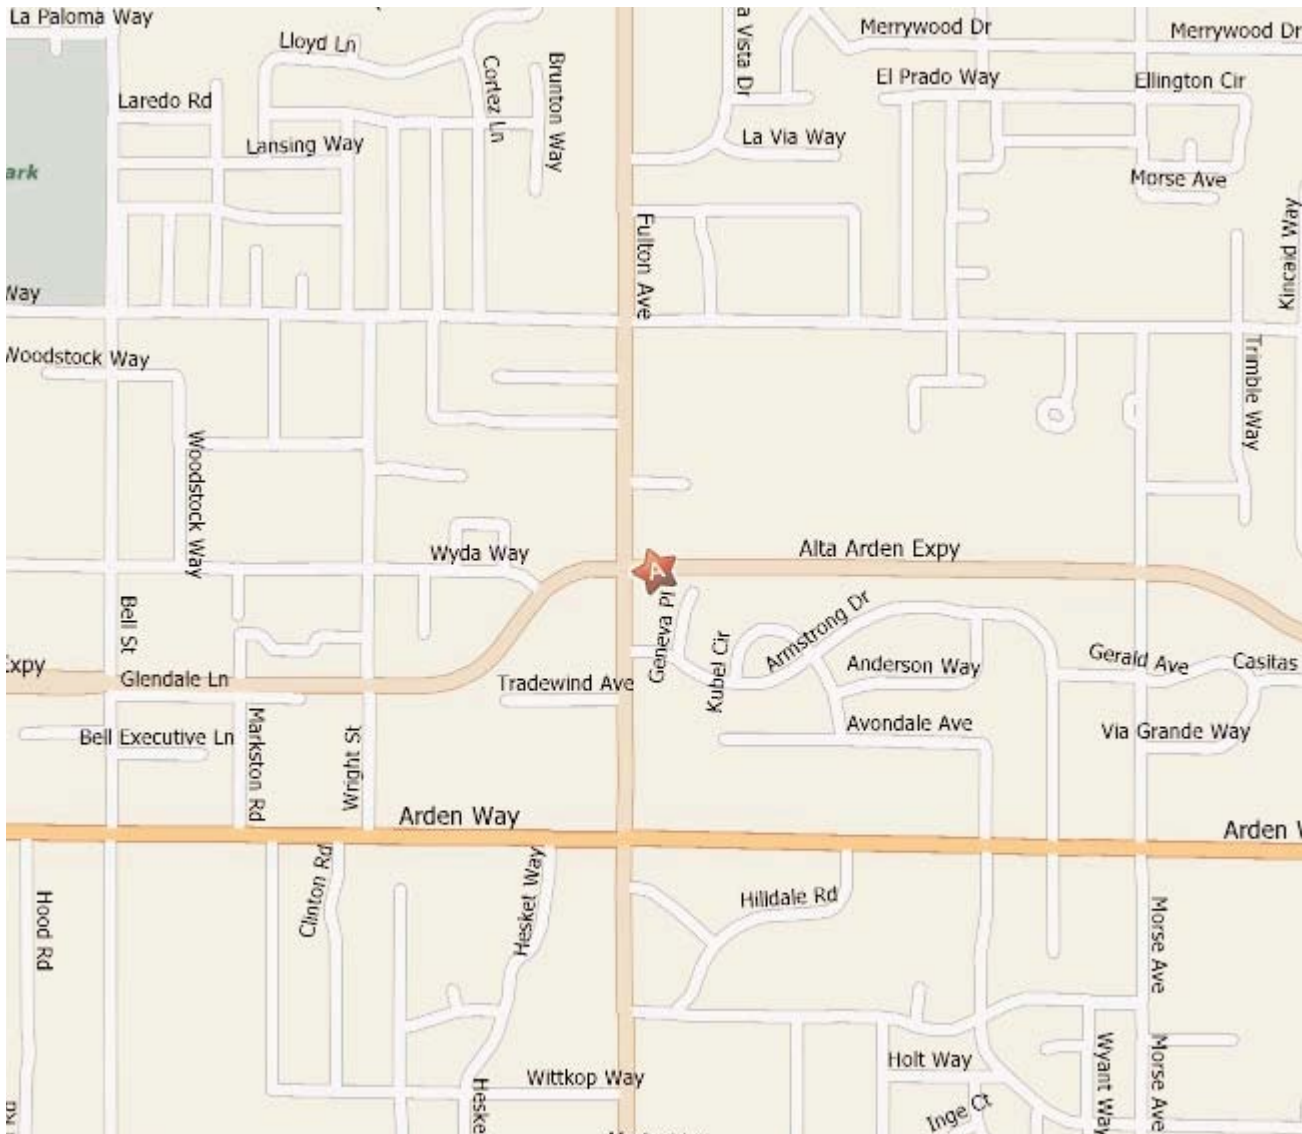 La Paloma Way
Lloyd Ln
Cortez Ln
Brunton Way
a Vista Dr
Merrywood Dr
Merrywood Dr
Laredo Rd
El Prado Way
Ellington Cir
Lansing Way
La Via Way
ark
Morse Ave
Fulton Ave
Kincaid Way
Way
Woodstock Way
Trimble Way
Woodstock Way
Wyda Way
Alta Arden Expy
A
Bell St
Geneva Pl
Kubel Cir
Armstrong Dr
Expy
Glendale Ln
Tradewind Ave
Anderson Way
Gerald Ave
Casitas
Bell Executive Ln
Markston Rd
Wright St
Avondale Ave
Via Grande Way
Arden Way
Arden W
Hood Rd
Clinton Rd
Hesket Way
Hilldale Rd
Morse Ave
Holt Way
Wyant Way
Morse Ave
Wittkop Way
Heske
Inge Ct